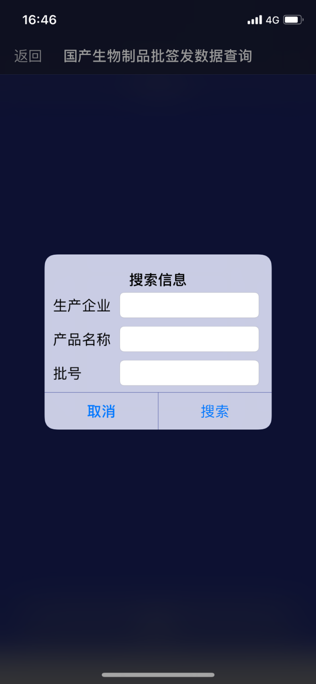 16:46 4G
返回 国产生物制品批签发数据查询
搜索信息
生产企业
产品名称
批号
取消 搜索